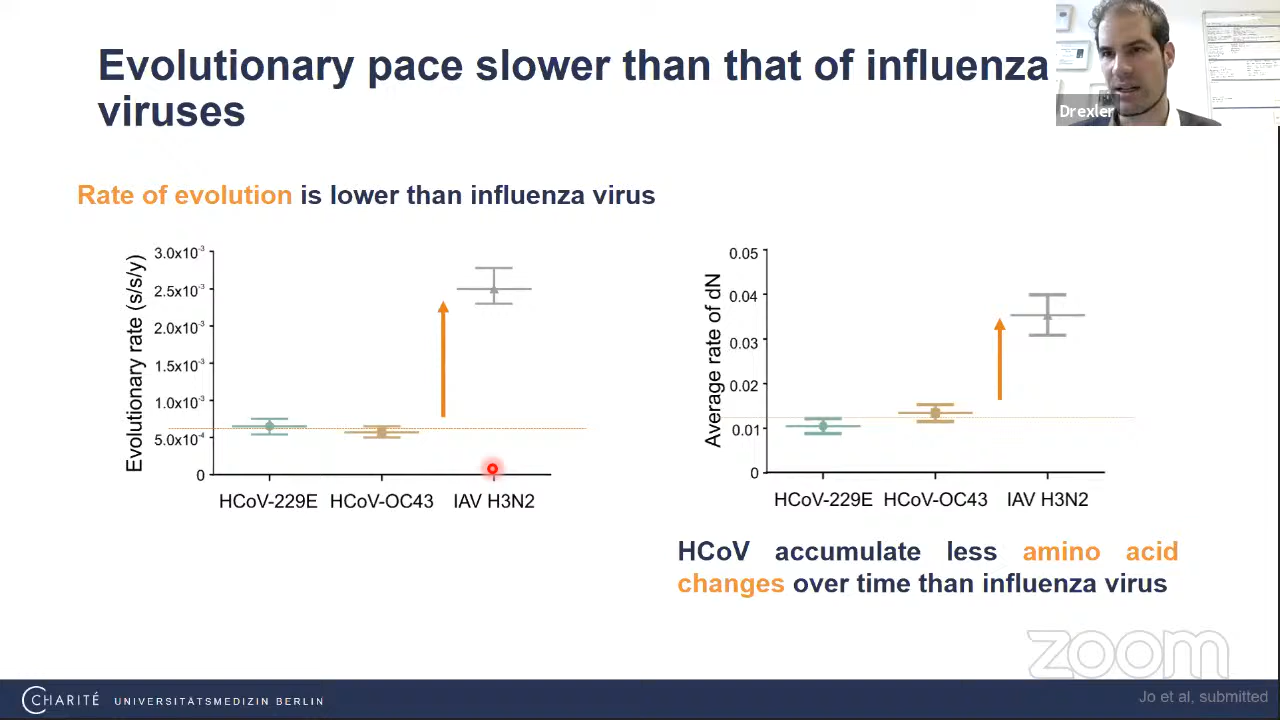 Evolutionary pace slower than that of influenza
viruses
Drexler
Rate of evolution is lower than influenza virus
Evolutionary rate (s/s/y)
3.0x10⁻³
2.5x10⁻³
2.0x10⁻³
1.5x10⁻³
1.0x10⁻³
5.0x10⁻⁴
0
HCoV-229E HCoV-OC43 IAV H3N2
Average rate of dN
0.05
0.04
0.03
0.02
0.01
0
HCoV-229E HCoV-OC43 IAV H3N2
HCoV accumulate less amino acid
changes over time than influenza virus
zoom
CHARITÉ UNIVERSITÄTSMEDIZIN BERLIN
Jo et al, submitted